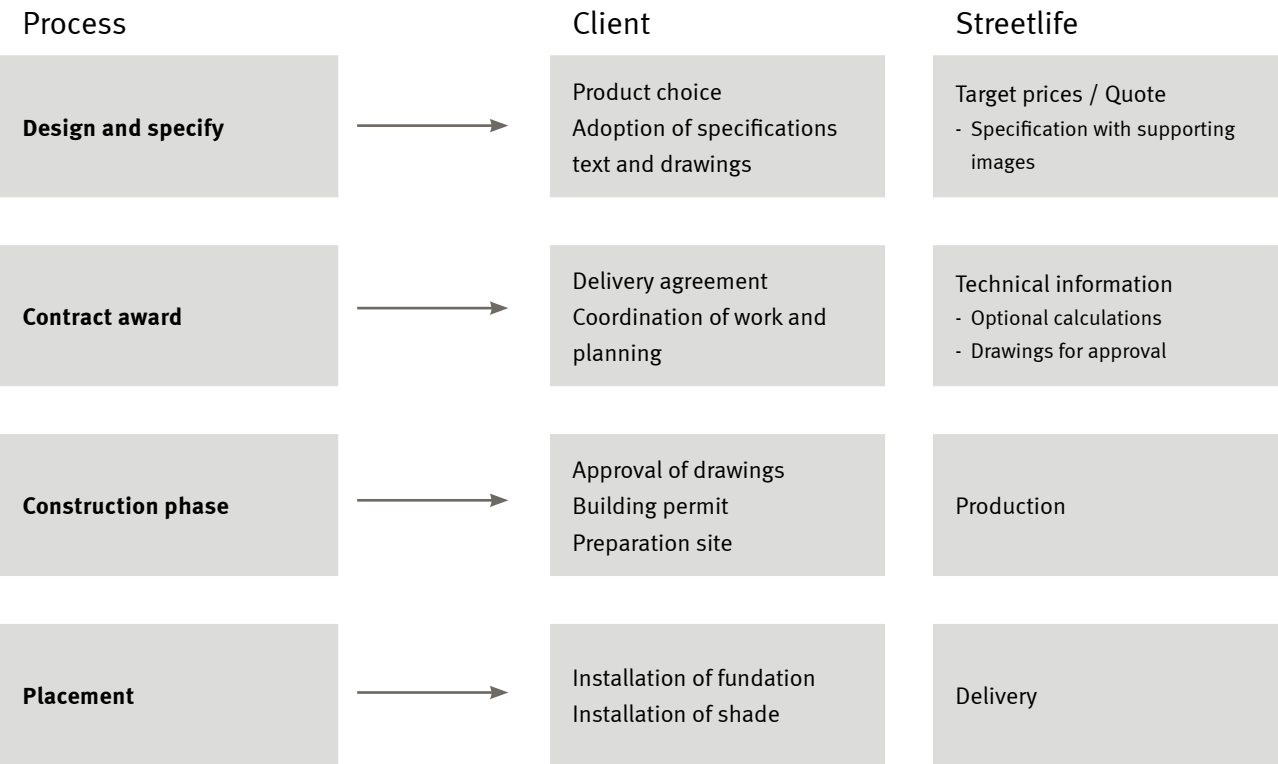 Process
Client
Streetlife
Design and specify
Product choice
Adoption of specifications
text and drawings
Target prices / Quote
- Specification with supporting
images
Contract award
Delivery agreement
Coordination of work and
planning
Technical information
- Optional calculations
- Drawings for approval
Construction phase
Approval of drawings
Building permit
Preparation site
Production
Placement
Installation of fundation
Installation of shade
Delivery